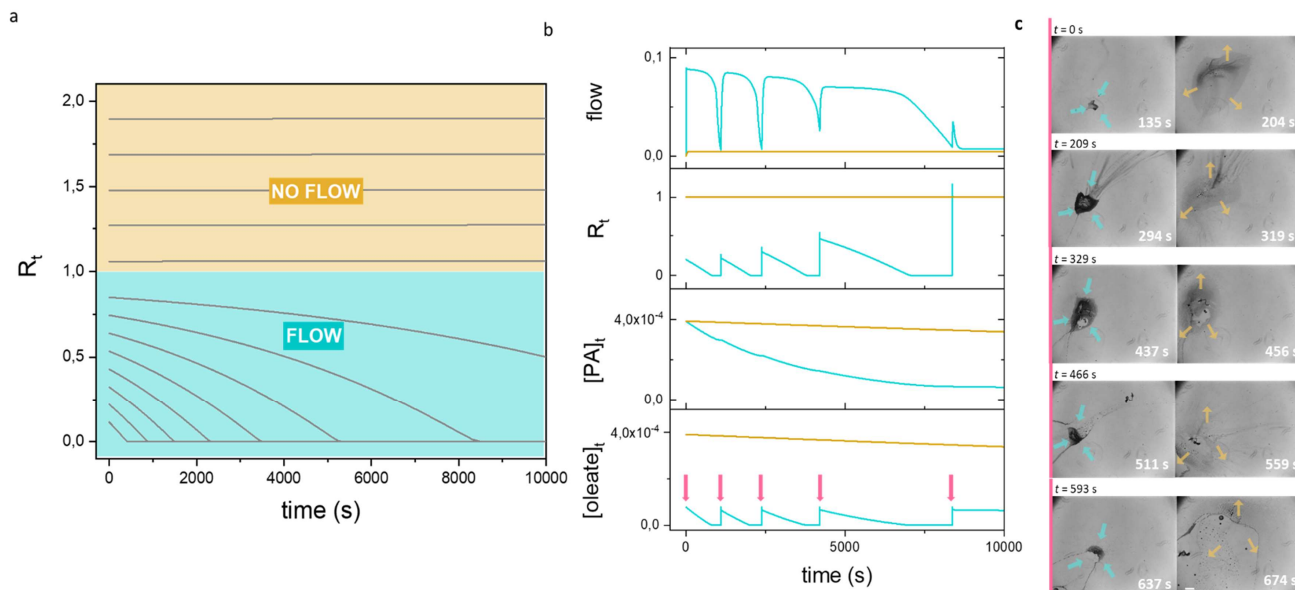 a
2,0
1,5
1,0
0,5
0,0
R_t
NO FLOW
FLOW
0
2000
4000
6000
8000
10000
time (s)
b
0,1
0,0
flow
1
0
R_t
4,0x10^-4
0,0
[PA]_t
4,0x10^-4
0,0
[oleate]_t
0
5000
10000
time (s)
c
t = 0 s
135 s
204 s
t = 209 s
294 s
319 s
t = 329 s
437 s
456 s
t = 466 s
511 s
559 s
t = 593 s
637 s
674 s